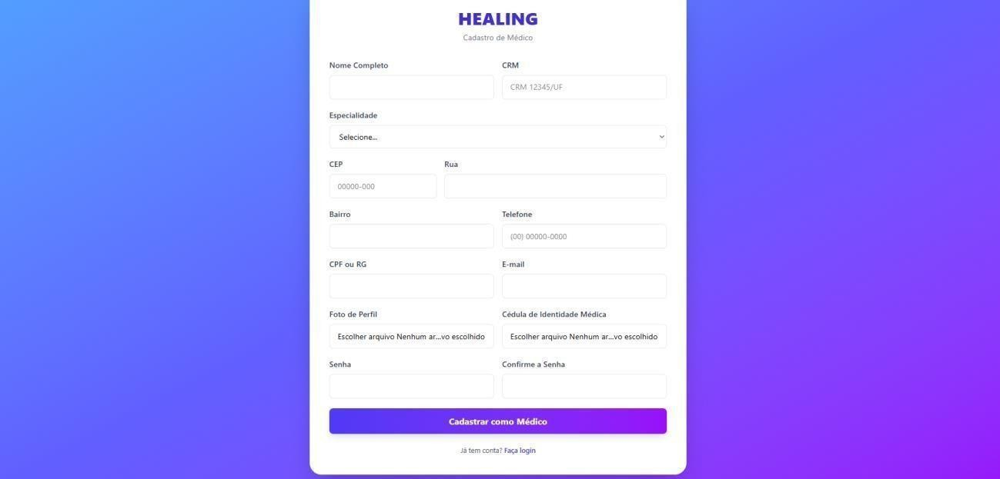 HEALING
Cadastro de Médico
Nome Completo
CRM
CRM 12345/UF
Especialidade
Selecione...
CEP
Rua
00000-000
Bairro
Telefone
(00) 00000-0000
CPF ou RG
E-mail
Foto de Perfil
Cédula de Identidade Médica
Escolher arquivo Nenhum ar...vo escolhido
Escolher arquivo Nenhum ar...vo escolhido
Senha
Confirme a Senha
Cadastrar como Médico
Já tem conta? Faça login